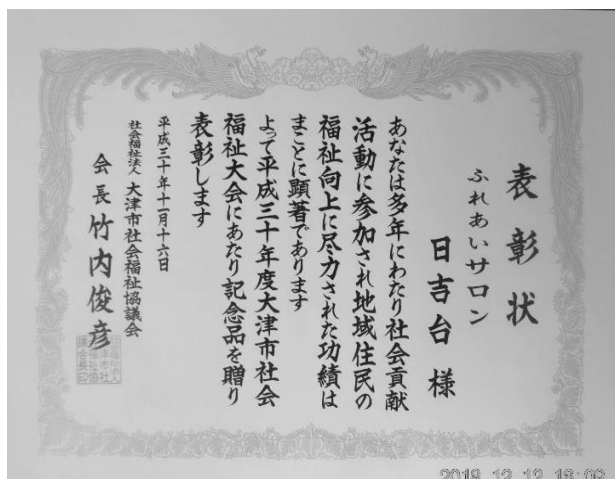 表彰状
ふれあいサロン
日吉台 様
あなたは多年にわたり社会貢献
活動に参加され地域住民の
福祉向上に尽力された功績は
まことに顕著であります
よって平成三十年度大津市社会
福祉大会にあたり記念品を贈り
表彰します
平成三十年十一月十六日
社会福祉法人 大津市社会福祉協議会
会長 竹内俊彦
2018 12 12 18:09